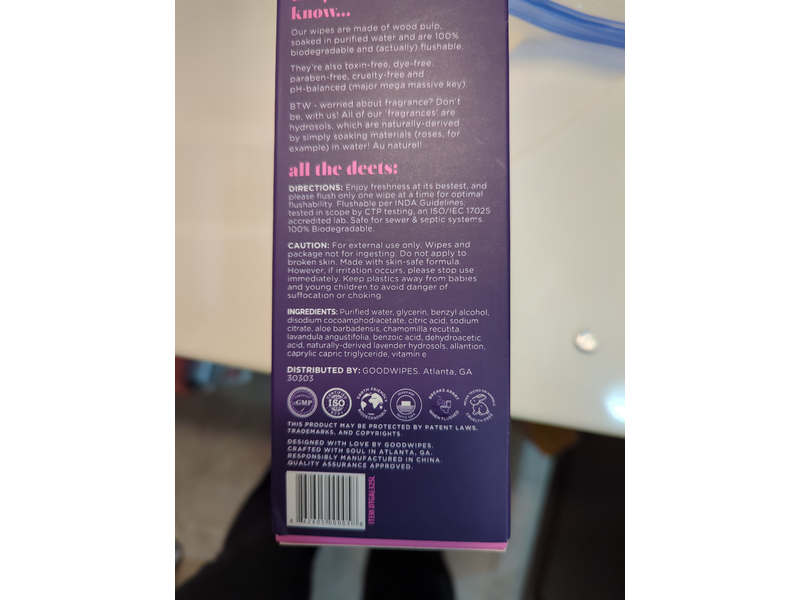 know...
Our wipes are made of wood pulp,
soaked in purified water and are 100%
biodegradable and (actually) flushable.
They're also toxin-free, dye-free,
paraben-free, cruelty-free and
pH-balanced (major mega massive key)
BTW - worried about fragrance? Don't
be, with us! All of our 'fragrances' are
hydrosols, which are naturally-derived
by simply soaking materials (roses, for
example) in water! Au naturel!
all the deets:
DIRECTIONS: Enjoy freshness at its bestest, and
please flush only one wipe at a time for optimal
flushability. Flushable per INDA Guidelines,
tested in scope by CTP testing, an ISO/IEC 17025
accredited lab. Safe for sewer & septic systems.
100% Biodegradable.
CAUTION: For external use only. Wipes and
package not for ingesting. Do not apply to
broken skin. Made with skin-safe formula.
However, if irritation occurs, please stop use
immediately. Keep plastics away from babies
and young children to avoid danger of
suffocation or choking.
INGREDIENTS: Purified water, glycerin, benzyl alcohol,
disodium cocoamphodiacetate, citric acid, sodium
citrate, aloe barbadensis, chamomilla recutita,
lavandula angustifolia, benzoic acid, dehydroacetic
acid, naturally-derived lavender hydrosols, allantion,
caprylic capric triglyceride, vitamin e
DISTRIBUTED BY: GOODWIPES. Atlanta, GA
30303
GMP
CERTIFIED ISO
EARTH FRIENDLY BIODEGRADABLE
BREAKS APART WHEN FLUSHED
CRUELTY-FREE
THIS PRODUCT MAY BE PROTECTED BY PATENT LAWS,
TRADEMARKS, AND COPYRIGHTS.
DESIGNED WITH LOVE BY GOODWIPES.
CRAFTED WITH SOUL IN ATLANTA, GA.
RESPONSIBLY MANUFACTURED IN CHINA.
QUALITY ASSURANCE APPROVED.